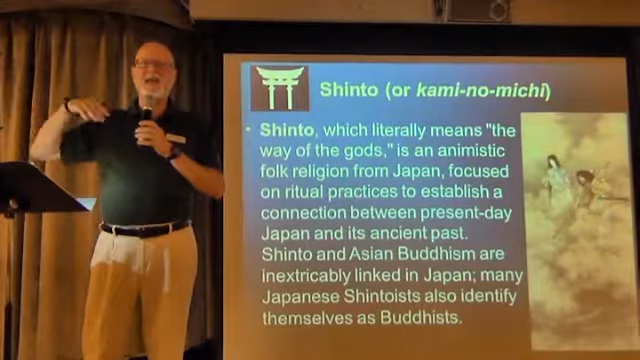 Shinto (or kami-no-michi)
• Shinto, which literally means "the
way of the gods," is an animistic
folk religion from Japan, focused
on ritual practices to establish a
connection between present-day
Japan and its ancient past.
Shinto and Asian Buddhism are
inextricably linked in Japan; many
Japanese Shintoists also identify
themselves as Buddhists.